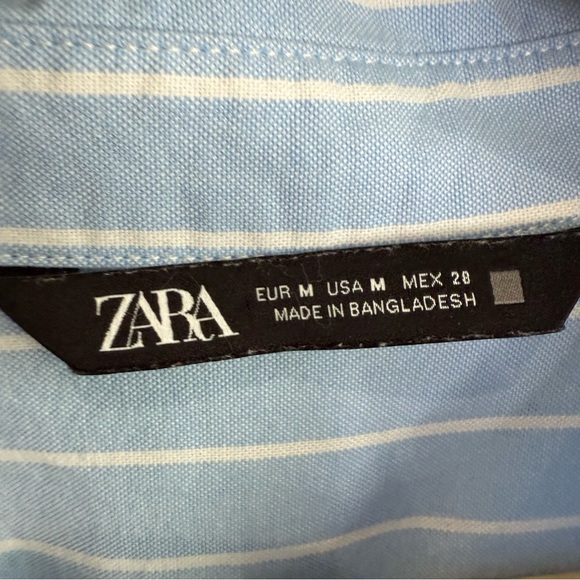 ZARA
EUR M USA M MEX 28
MADE IN BANGLADESH